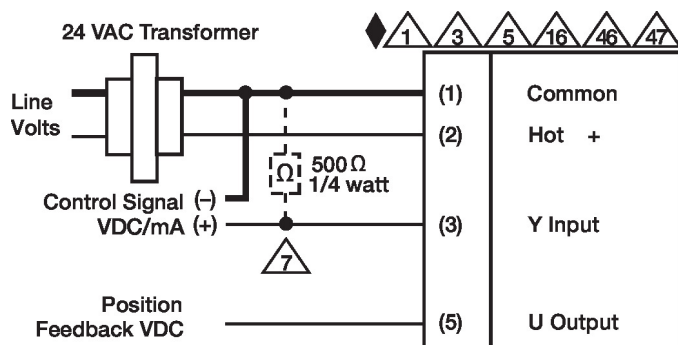 24 VAC Transformer
1 3 5 16 46 47
Line
Volts
(1) Common
(2) Hot +
Ω 500 Ω
1/4 watt
Control Signal (–)
VDC/mA (+)
(3) Y Input
7
Position
Feedback VDC
(5) U Output